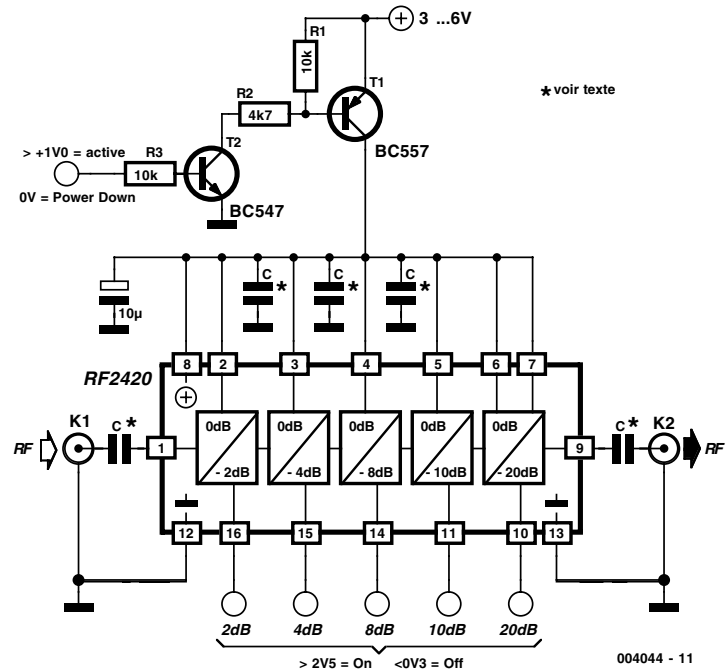 3 ...6V
R1
10k
T1
* voir texte
R2
4k7
BC557
T2
> +1V0 = active
R3
10k
0V = Power Down
BC547
C *
C *
C *
10µ
8
2
3
4
5
6
7
RF2420
K1
C *
RF
1
0dB
- 2dB
0dB
- 4dB
0dB
- 8dB
0dB
- 10dB
0dB
- 20dB
9
C *
K2
RF
12
16
15
14
11
10
13
2dB
4dB
8dB
10dB
20dB
> 2V5 = On <0V3 = Off
004044 - 11